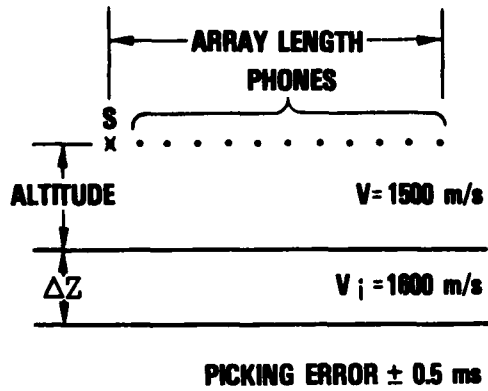 ARRAY LENGTH
PHONES
S
x
ALTITUDE
V= 1500 m/s
ΔZ
V i = 1600 m/s
PICKING ERROR ± 0.5 ms